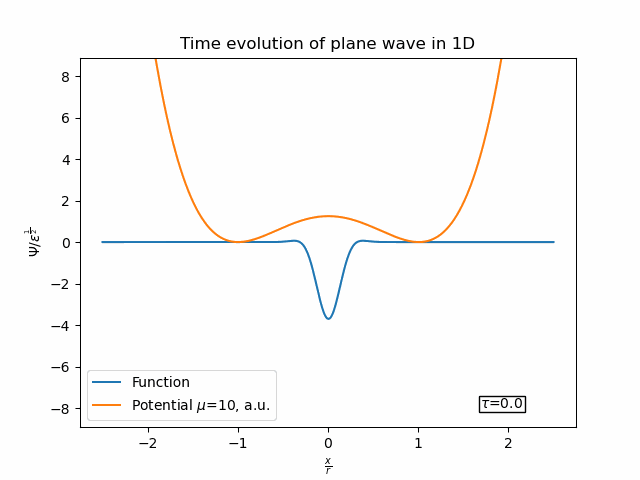 Time evolution of plane wave in 1D
Ψ/ε^{1/2}
8
6
4
2
0
−2
−4
−6
−8
Function
Potential μ=10, a.u.
τ=0.0
−2 −1 0 1 2
x/r